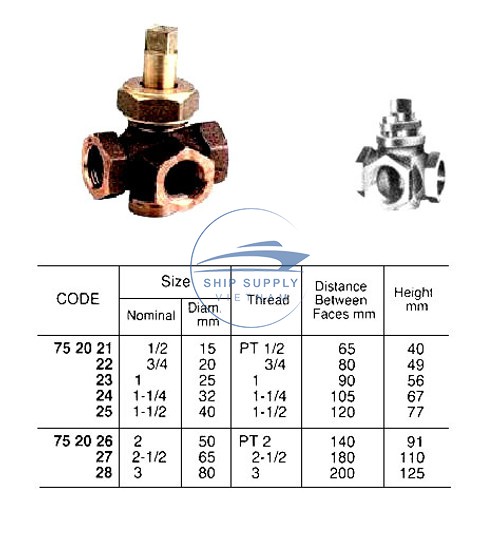 SHIP SUPPLY
VIETNAM
CODE Size Thread Distance Between Faces mm Height mm
Nominal Diam. mm
75 20 21 1/2 15 PT 1/2 65 40
22 3/4 20 3/4 80 49
23 1 25 1 90 56
24 1-1/4 32 1-1/4 105 67
25 1-1/2 40 1-1/2 120 77
75 20 26 2 50 PT 2 140 91
27 2-1/2 65 2-1/2 180 110
28 3 80 3 200 125